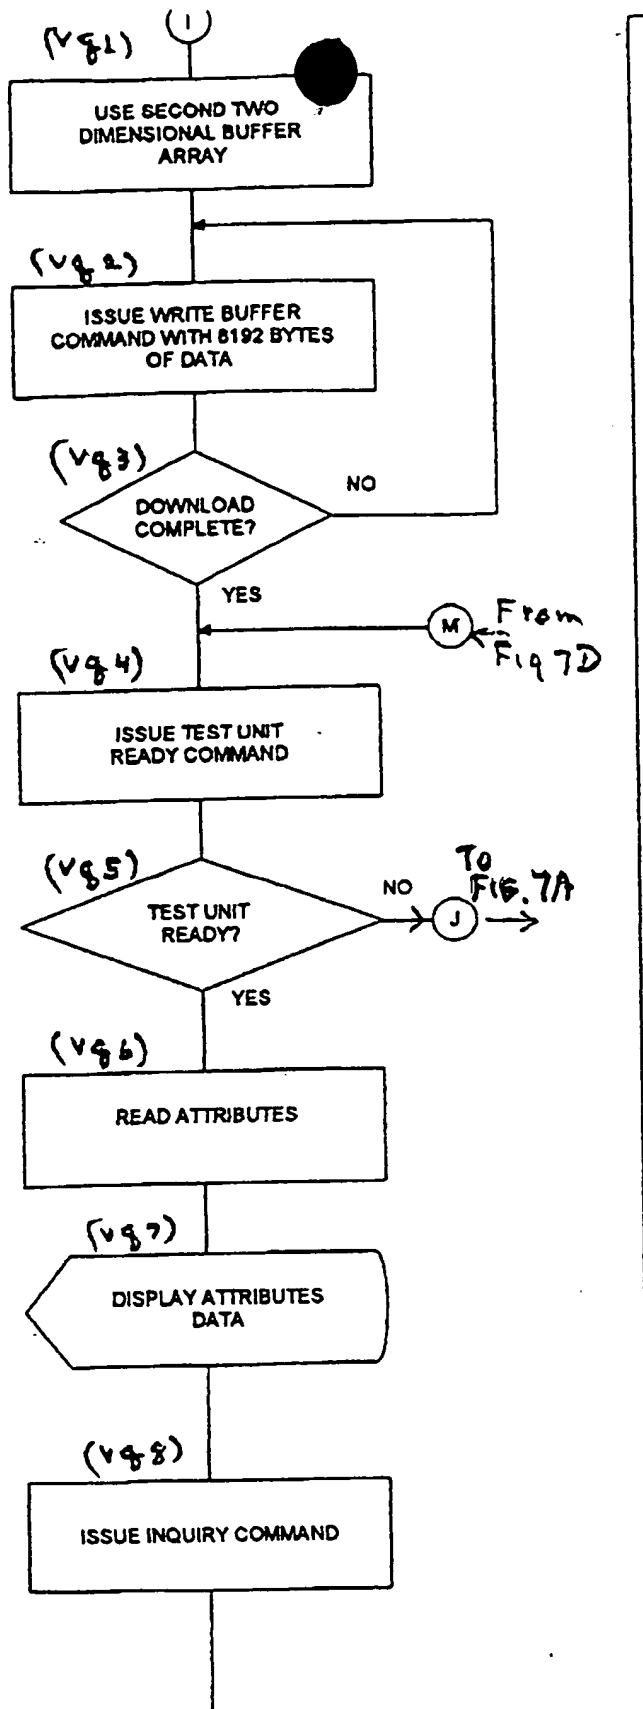 I
(vg1)
USE SECOND TWO
DIMENSIONAL BUFFER
ARRAY
(vg2)
ISSUE WRITE BUFFER
COMMAND WITH 8192 BYTES
OF DATA
(vg3)
DOWNLOAD
COMPLETE?
NO
YES
M
From
Fig 7D
(vg4)
ISSUE TEST UNIT
READY COMMAND
(vg5)
TEST UNIT
READY?
NO
J
TO
FIG. 7A
YES
(vg6)
READ ATTRIBUTES
(vg7)
DISPLAY ATTRIBUTES
DATA
(vg8)
ISSUE INQUIRY COMMAND